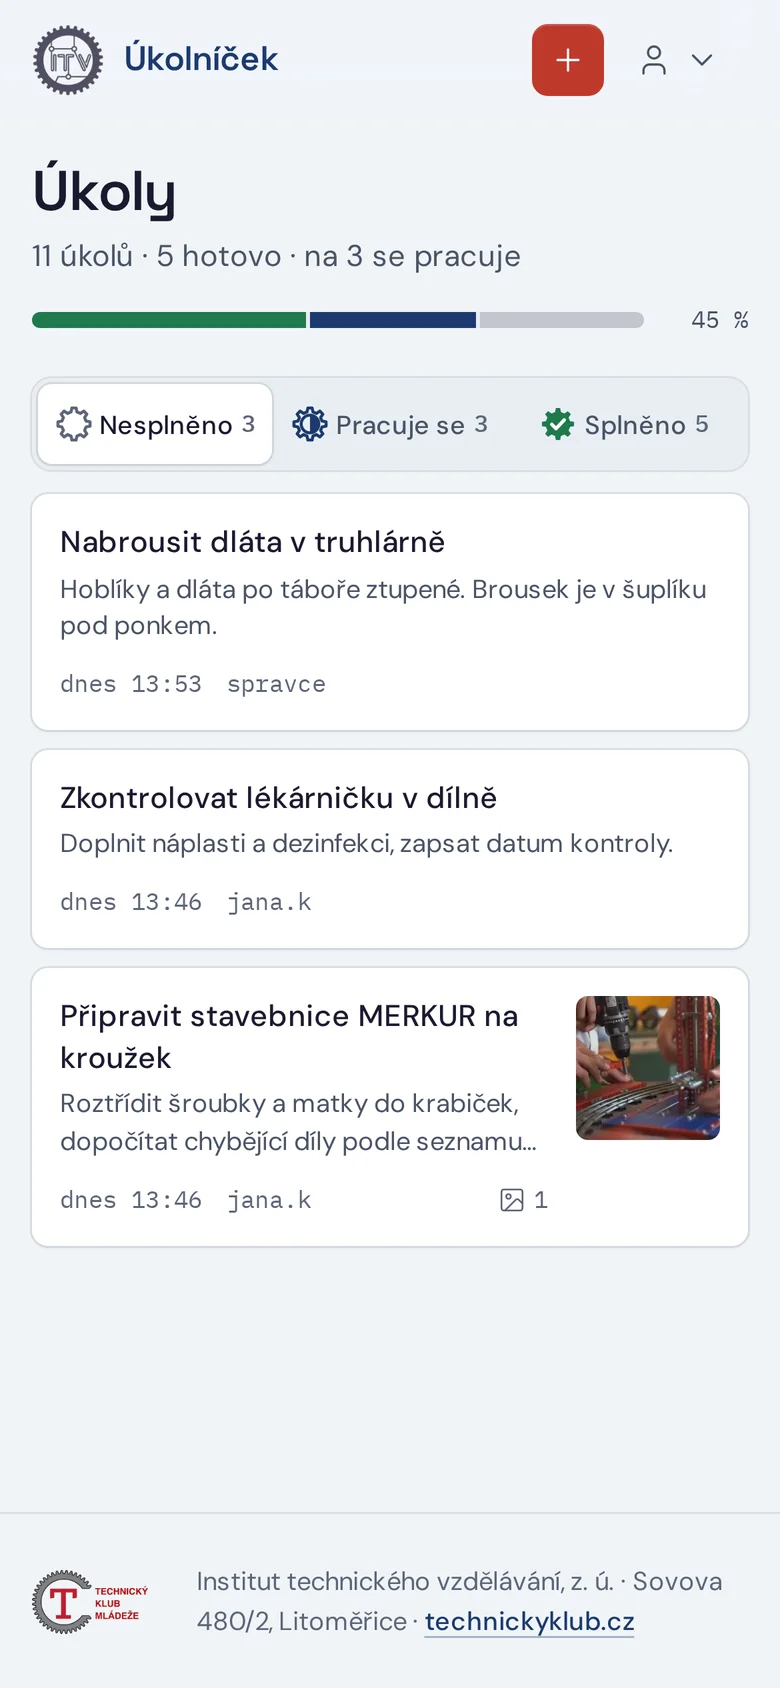 ITV
Úkolníček
Úkoly
11 úkolů · 5 hotovo · na 3 se pracuje
45 %
Nesplněno 3
Pracuje se 3
Splněno 5
Nabrousit dláta v truhlárně
Hoblíky a dláta po táboře ztupené. Brousek je v šuplíku
pod ponkem.
dnes 13:53 spravce
Zkontrolovat lékárničku v dílně
Doplnit náplasti a dezinfekci, zapsat datum kontroly.
dnes 13:46 jana.k
Připravit stavebnice MERKUR na
kroužek
Roztřídit šroubky a matky do krabiček,
dopočítat chybějící díly podle seznamu…
dnes 13:46 jana.k 1
T
TECHNICKÝ
KLUB
MLÁDEŽE
Institut technického vzdělávání, z. ú. · Sovova
480/2, Litoměřice · technickyklub.cz